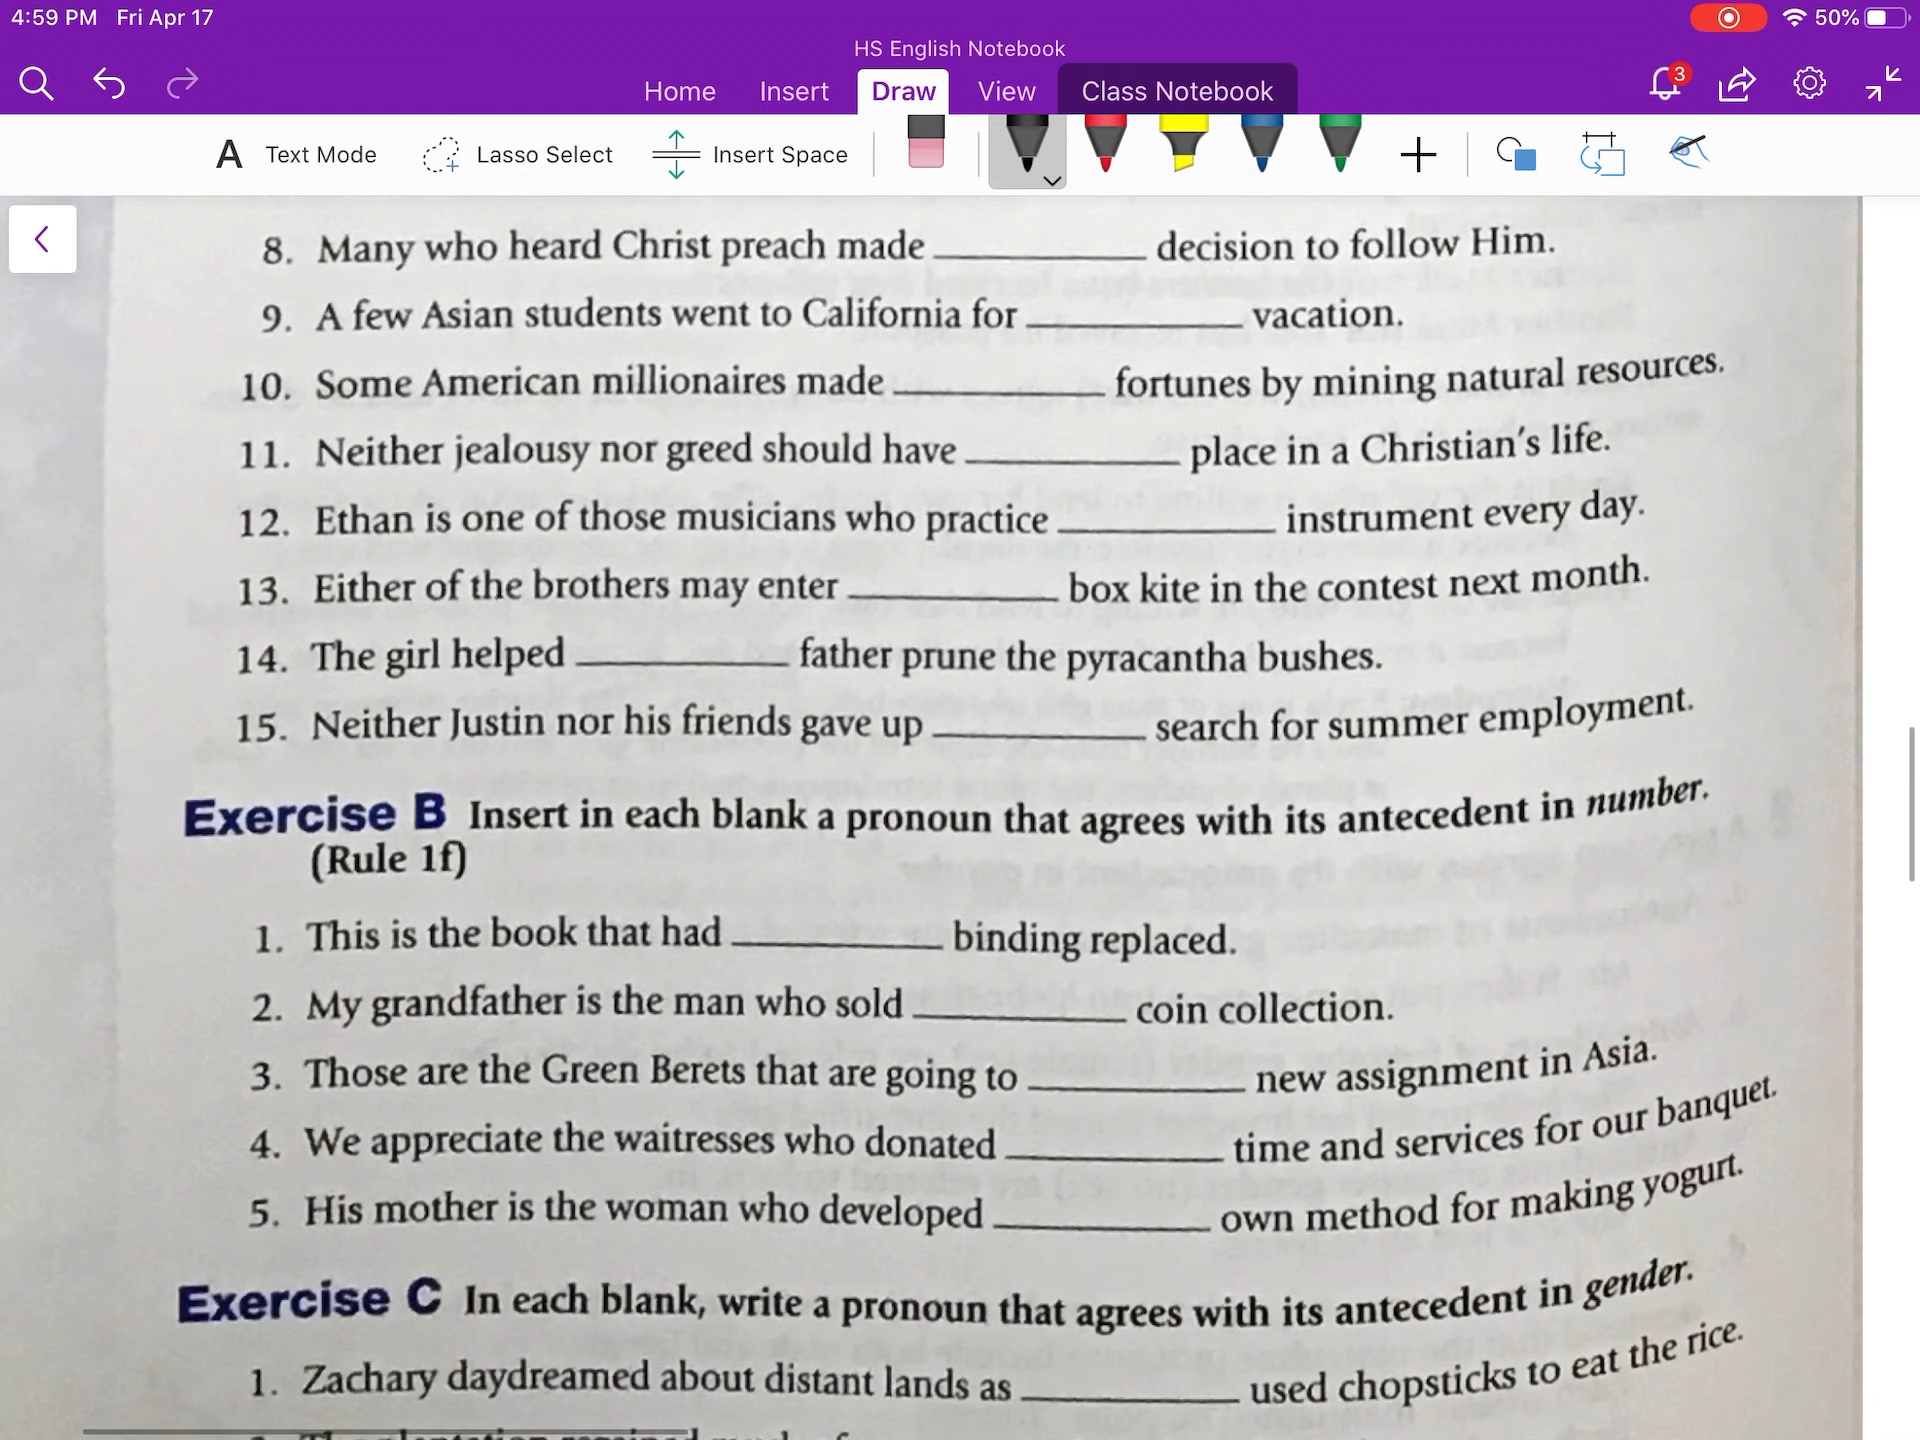 4:59 PM Fri Apr 17
50%
HS English Notebook
Home Insert Draw View Class Notebook
3
A Text Mode Lasso Select Insert Space
8. Many who heard Christ preach made __________ decision to follow Him.
9. A few Asian students went to California for __________ vacation.
10. Some American millionaires made __________ fortunes by mining natural resources.
11. Neither jealousy nor greed should have __________ place in a Christian's life.
12. Ethan is one of those musicians who practice __________ instrument every day.
13. Either of the brothers may enter __________ box kite in the contest next month.
14. The girl helped __________ father prune the pyracantha bushes.
15. Neither Justin nor his friends gave up __________ search for summer employment.
Exercise B Insert in each blank a pronoun that agrees with its antecedent in number.
(Rule 1f)
1. This is the book that had __________ binding replaced.
2. My grandfather is the man who sold __________ coin collection.
3. Those are the Green Berets that are going to __________ new assignment in Asia.
4. We appreciate the waitresses who donated __________ time and services for our banquet.
5. His mother is the woman who developed __________ own method for making yogurt.
Exercise C In each blank, write a pronoun that agrees with its antecedent in gender.
1. Zachary daydreamed about distant lands as __________ used chopsticks to eat the rice.